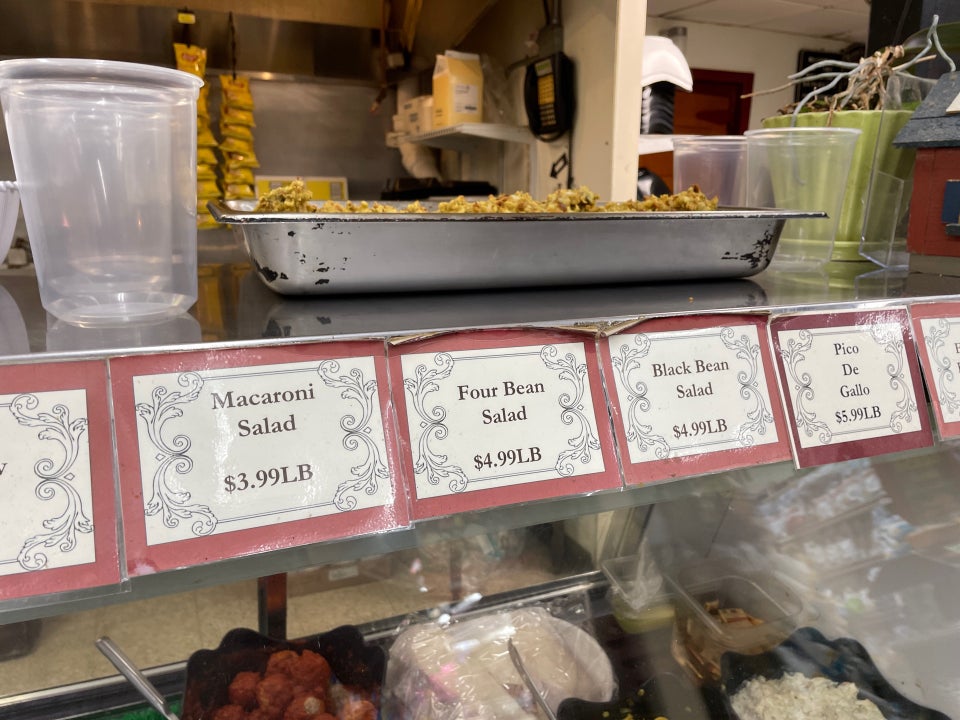 Macaroni
Salad
$3.99LB
Four Bean
Salad
$4.99LB
Black Bean
Salad
$4.99LB
Pico
De
Gallo
$5.99LB